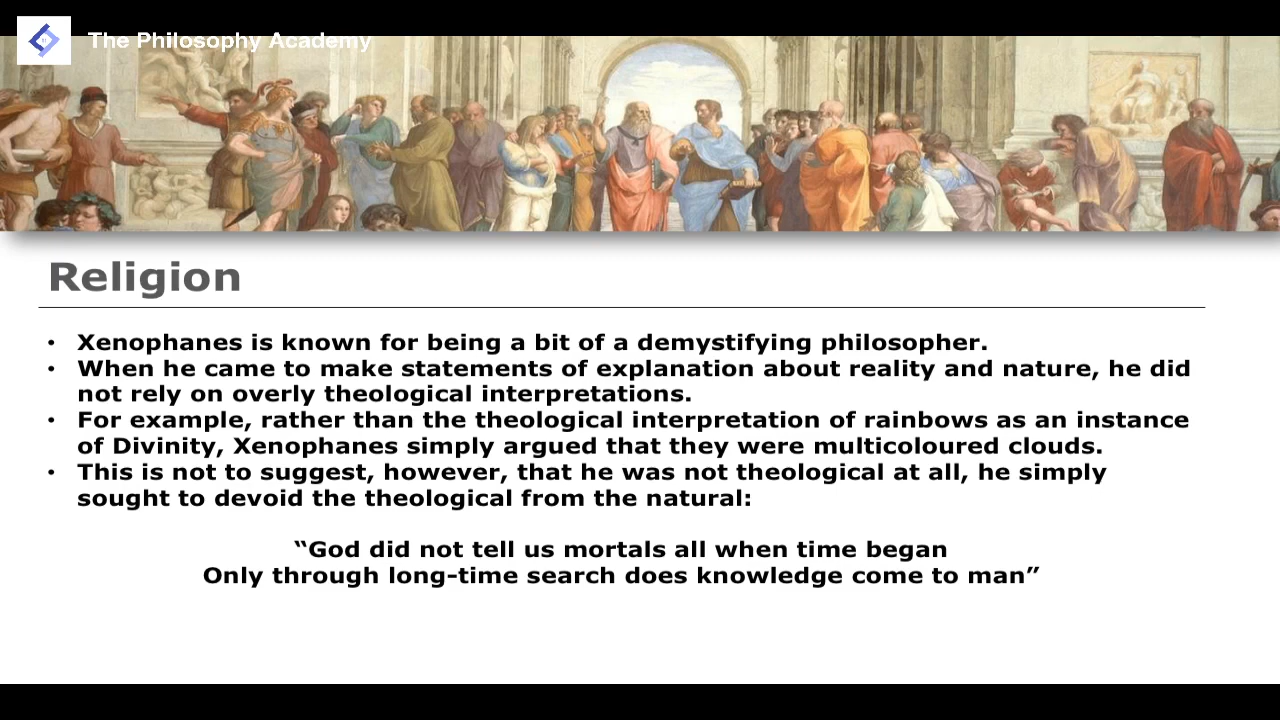 The Philosophy Academy
Religion
• Xenophanes is known for being a bit of a demystifying philosopher.
• When he came to make statements of explanation about reality and nature, he did
not rely on overly theological interpretations.
• For example, rather than the theological interpretation of rainbows as an instance
of Divinity, Xenophanes simply argued that they were multicoloured clouds.
• This is not to suggest, however, that he was not theological at all, he simply
sought to devoid the theological from the natural:
“God did not tell us mortals all when time began
Only through long-time search does knowledge come to man”